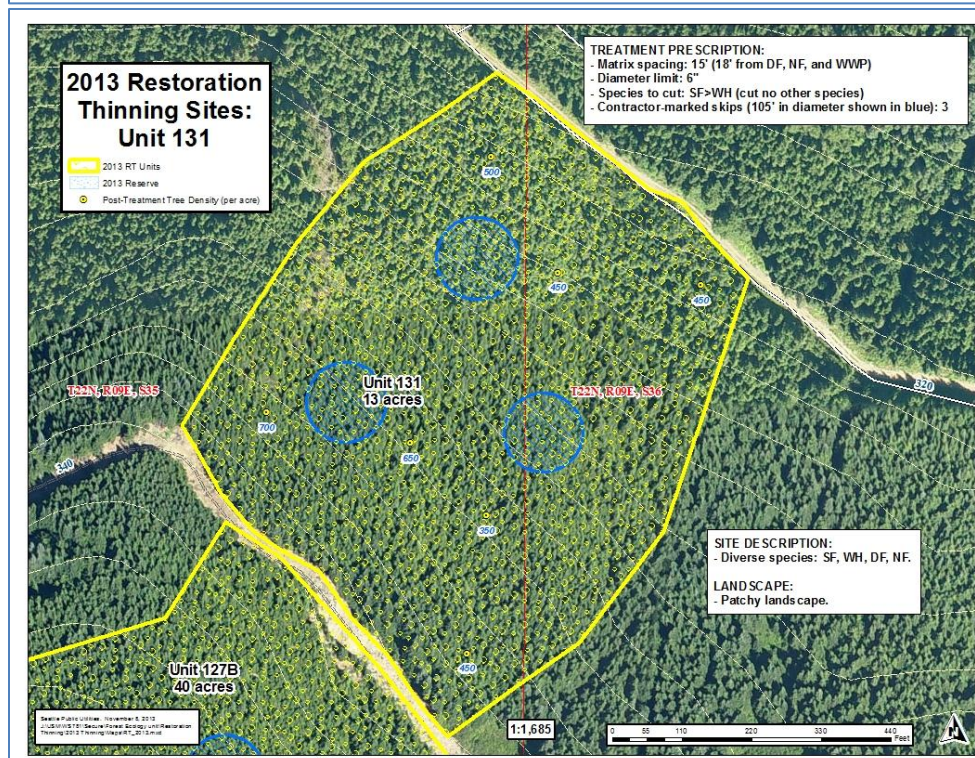 2013 Restoration
Thinning Sites:
Unit 131
2013 RT Units
2013 Reserve
Post-Treatment Tree Density (per acre)
TREATMENT PRESCRIPTION:
- Matrix spacing: 15' (18' from DF, NF, and WWP)
- Diameter limit: 6"
- Species to cut: SF>WH (cut no other species)
- Contractor-marked skips (105' in diameter shown in blue): 3
500
450
450
320
T22N, R09E, S35
Unit 131
13 acres
T22N, R09E, S36
700
650
340
350
SITE DESCRIPTION:
- Diverse species: SF, WH, DF, NF.
LANDSCAPE:
- Patchy landscape.
450
Unit 127B
40 acres
Seattle Public Utilities, November 6, 2012
1:1,685
0 55 110 220 330 440
Feet
N